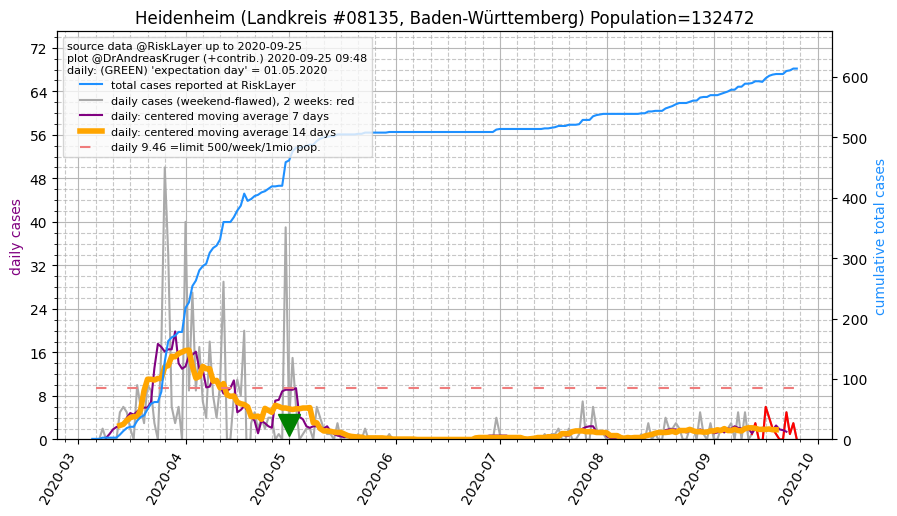 Heidenheim (Landkreis #08135, Baden-Württemberg) Population=132472
source data @RiskLayer up to 2020-09-25
plot @DrAndreasKruger (+contrib.) 2020-09-25 09:48
daily: (GREEN) 'expectation day' = 01.05.2020
total cases reported at RiskLayer
daily cases (weekend-flawed), 2 weeks: red
daily: centered moving average 7 days
daily: centered moving average 14 days
daily 9.46 =limit 500/week/1mio pop.
daily cases
72
64
56
48
40
32
24
16
8
0
cumulative total cases
600
500
400
300
200
100
0
2020-03
2020-04
2020-05
2020-06
2020-07
2020-08
2020-09
2020-10